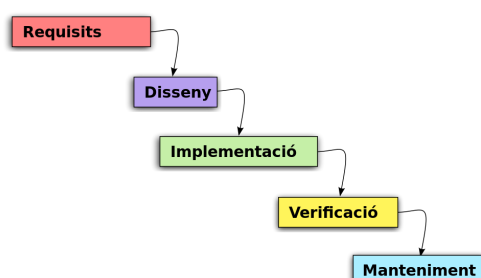 Requisits
Disseny
Implementació
Verificació
Manteniment